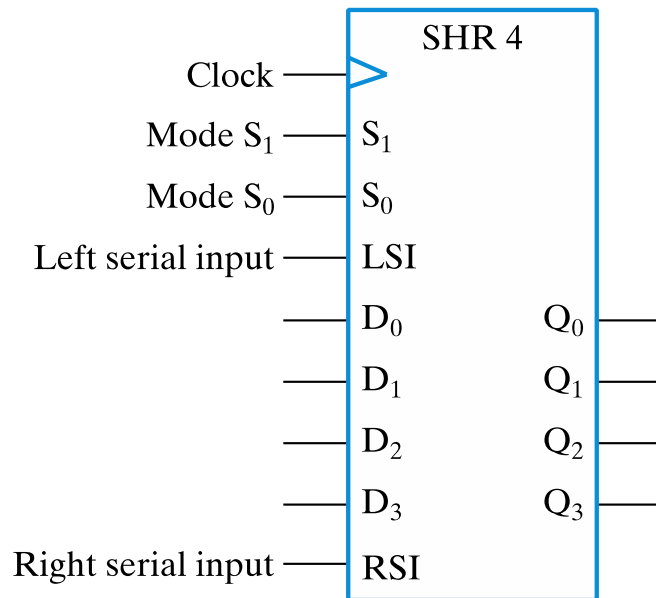 SHR 4
Clock
Mode S₁ S₁
Mode S₀ S₀
Left serial input LSI
D₀ Q₀
D₁ Q₁
D₂ Q₂
D₃ Q₃
Right serial input RSI